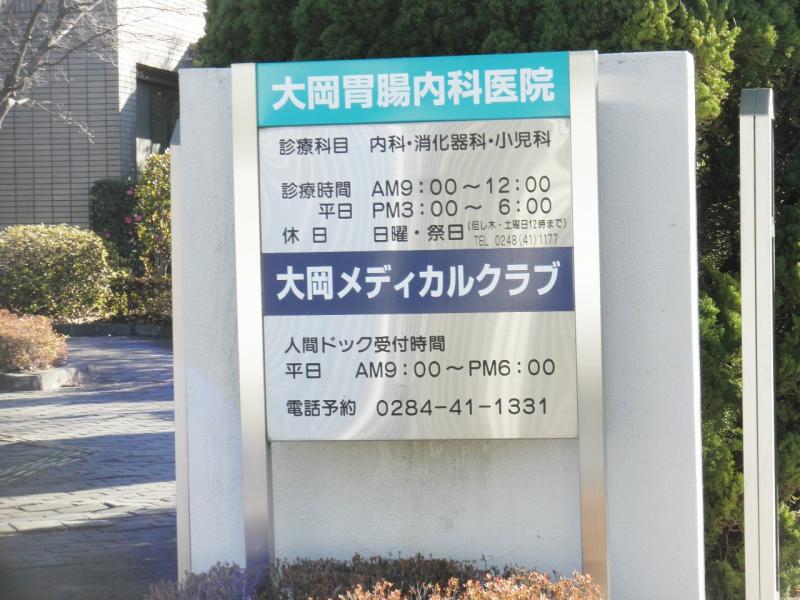 大岡胃腸内科医院
診療科目 内科・消化器科・小児科
診療時間 AM9：00〜12：00
平日 PM3：00〜 6：00
休日 日曜・祭日 (但し木・土曜日12時まで)
TEL 0248(41)1177
大岡メディカルクラブ
人間ドック受付時間
平日 AM9：00〜PM6：00
電話予約 0284-41-1331